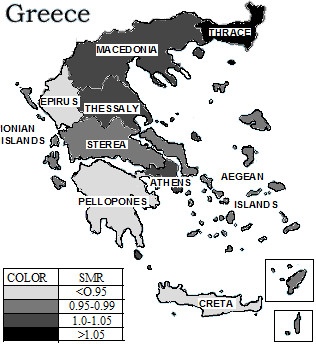 Greece
THRACE
MACEDONIA
EPIRUS
THESSALY
IONIAN
ISLANDS
STEREA
AEGEAN
ISLANDS
ATHENS
PELLOPONES
CRETA
COLOR SMR
<O.95
0.95-0.99
1.0-1.05
>1.05